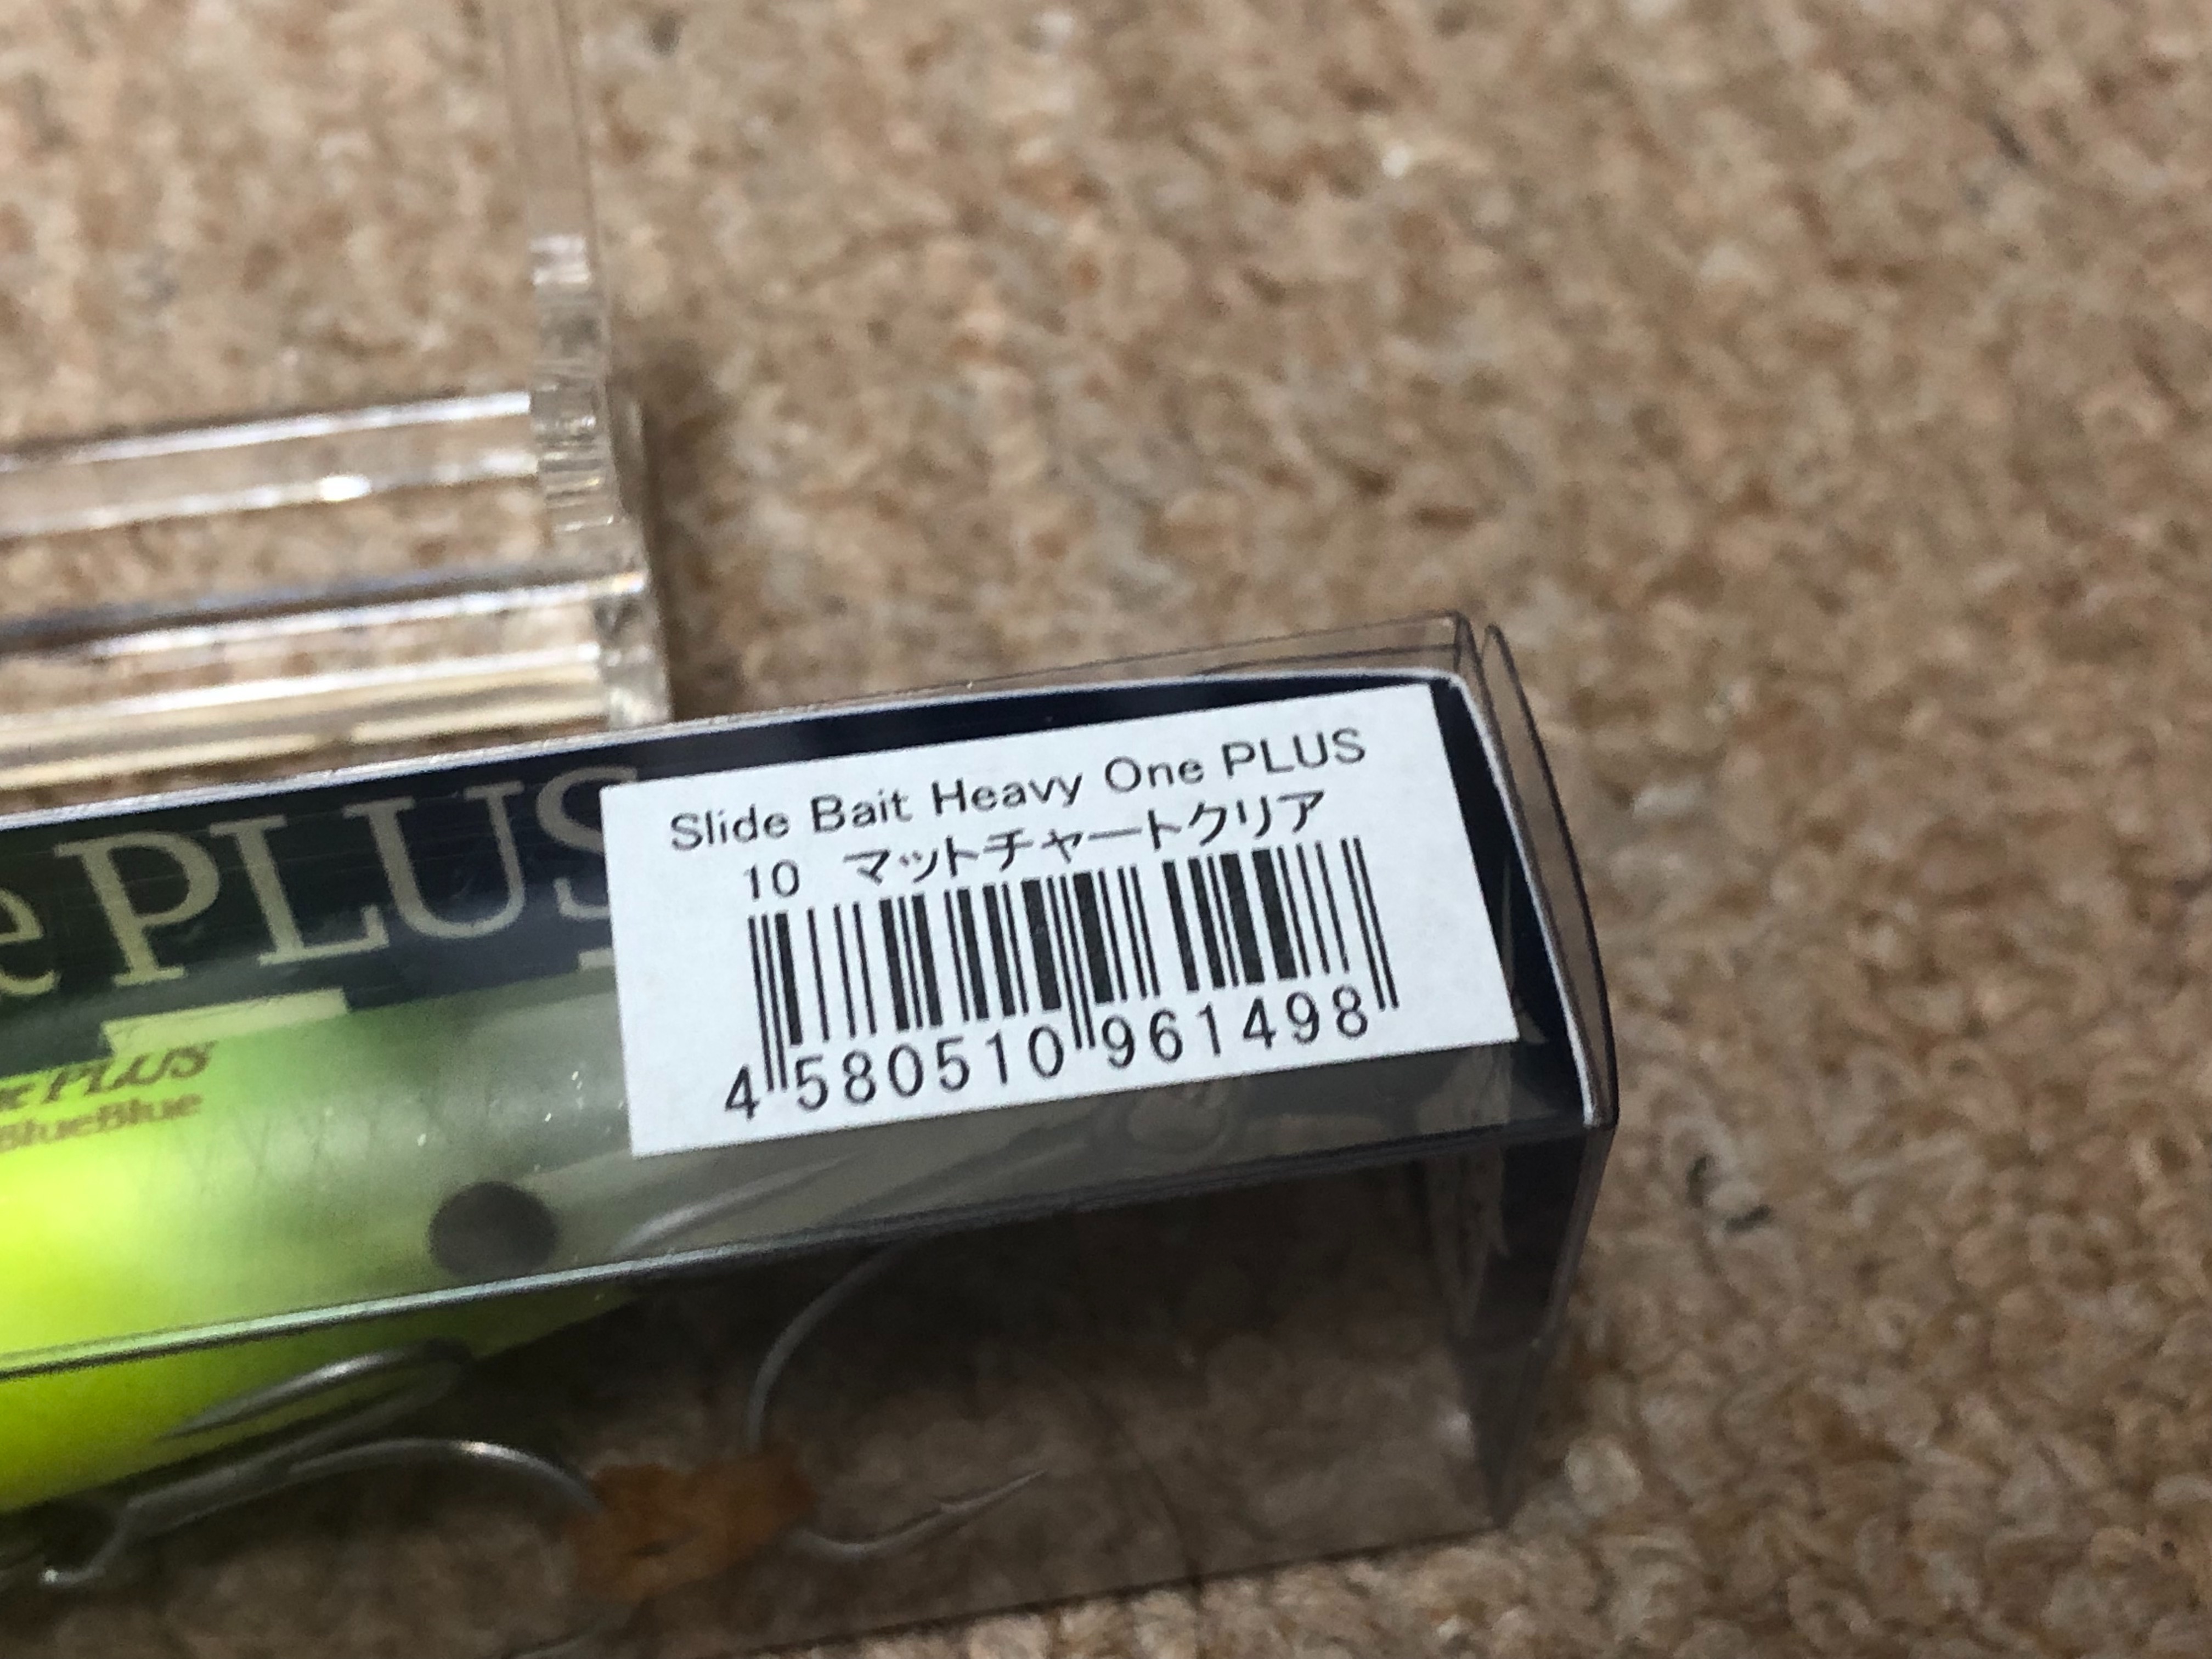 Slide Bait Heavy One PLUS
10 マットチャートクリア
4 580510 961498
e PLUS
PLUS
BlueBlue